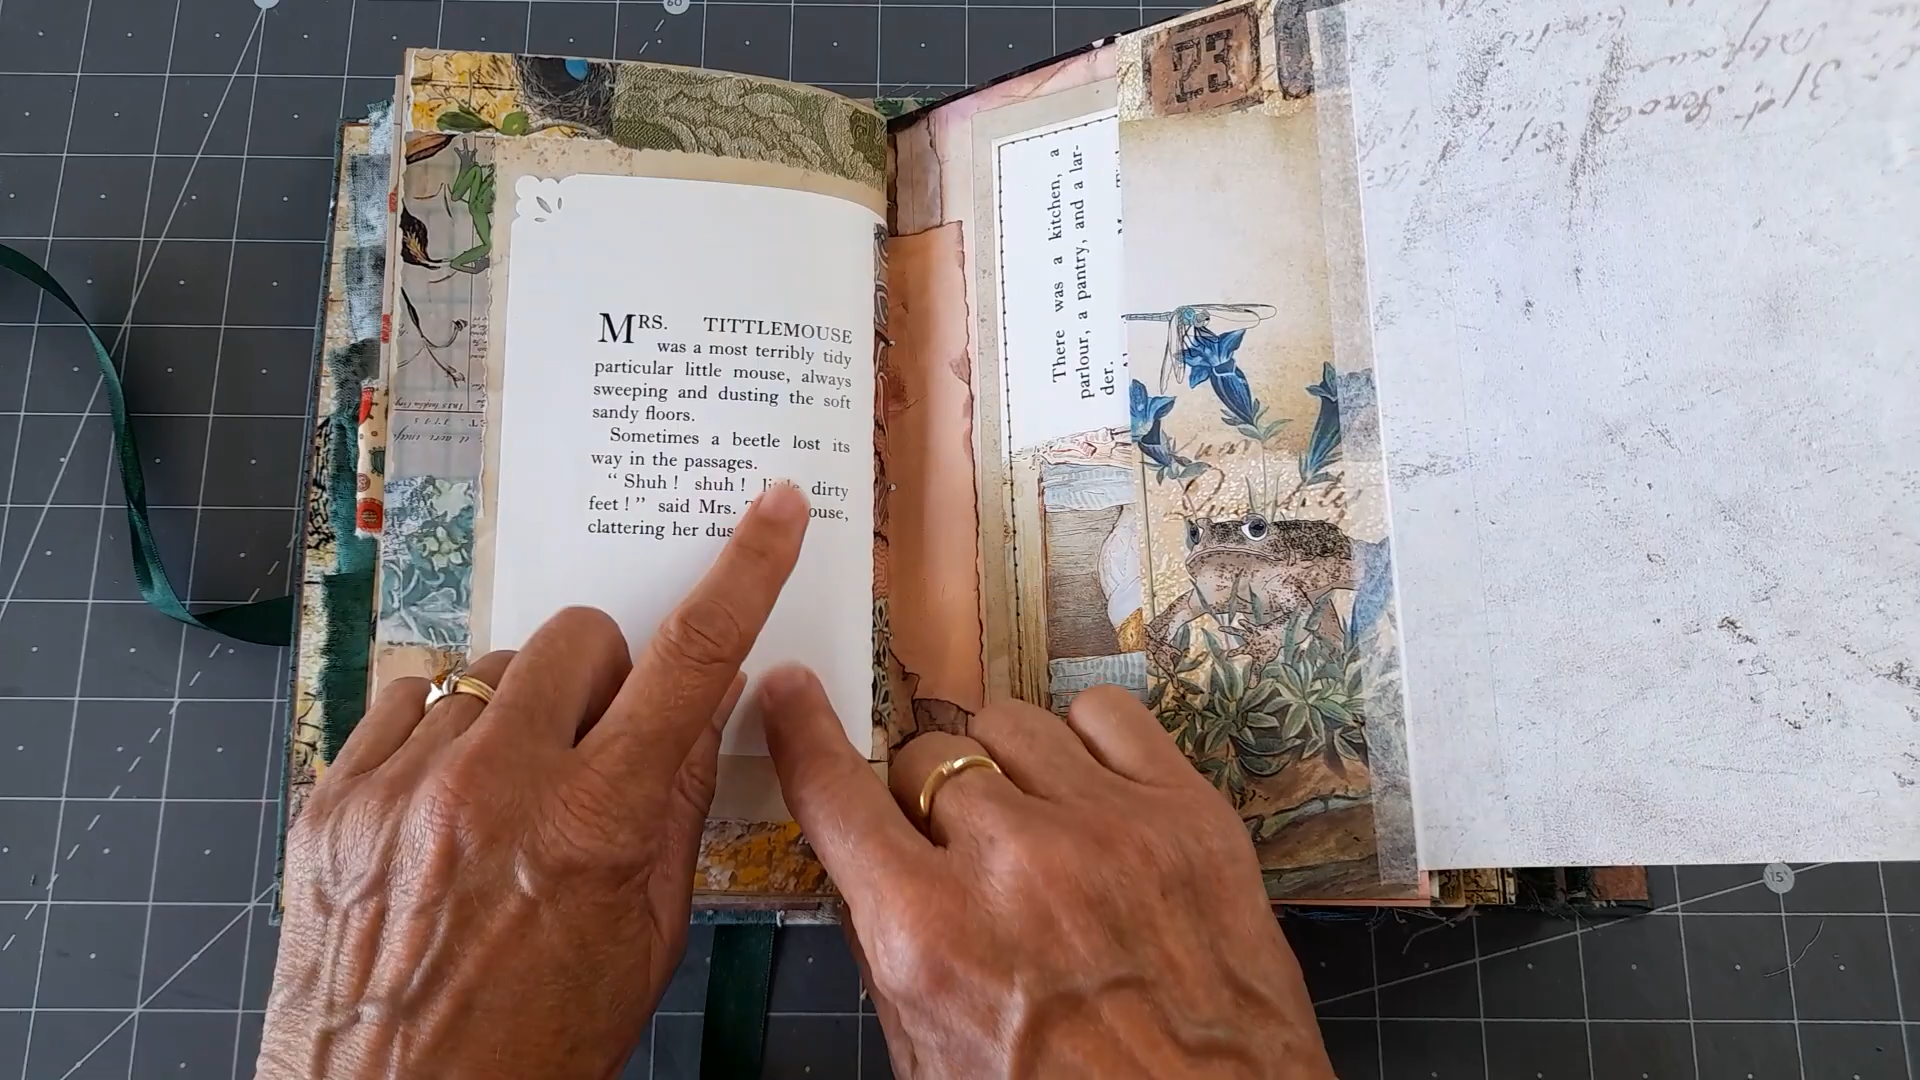 MRS. TITTLEMOUSE
was a most terribly tidy
particular little mouse, always
sweeping and dusting the soft
sandy floors.
Sometimes a beetle lost its
way in the passages.
“ Shuh ! shuh ! little dirty
feet ! ” said Mrs.
clattering her
There was a kitchen, a
parlour, a pantry, and a lar-
der.
23
60
15